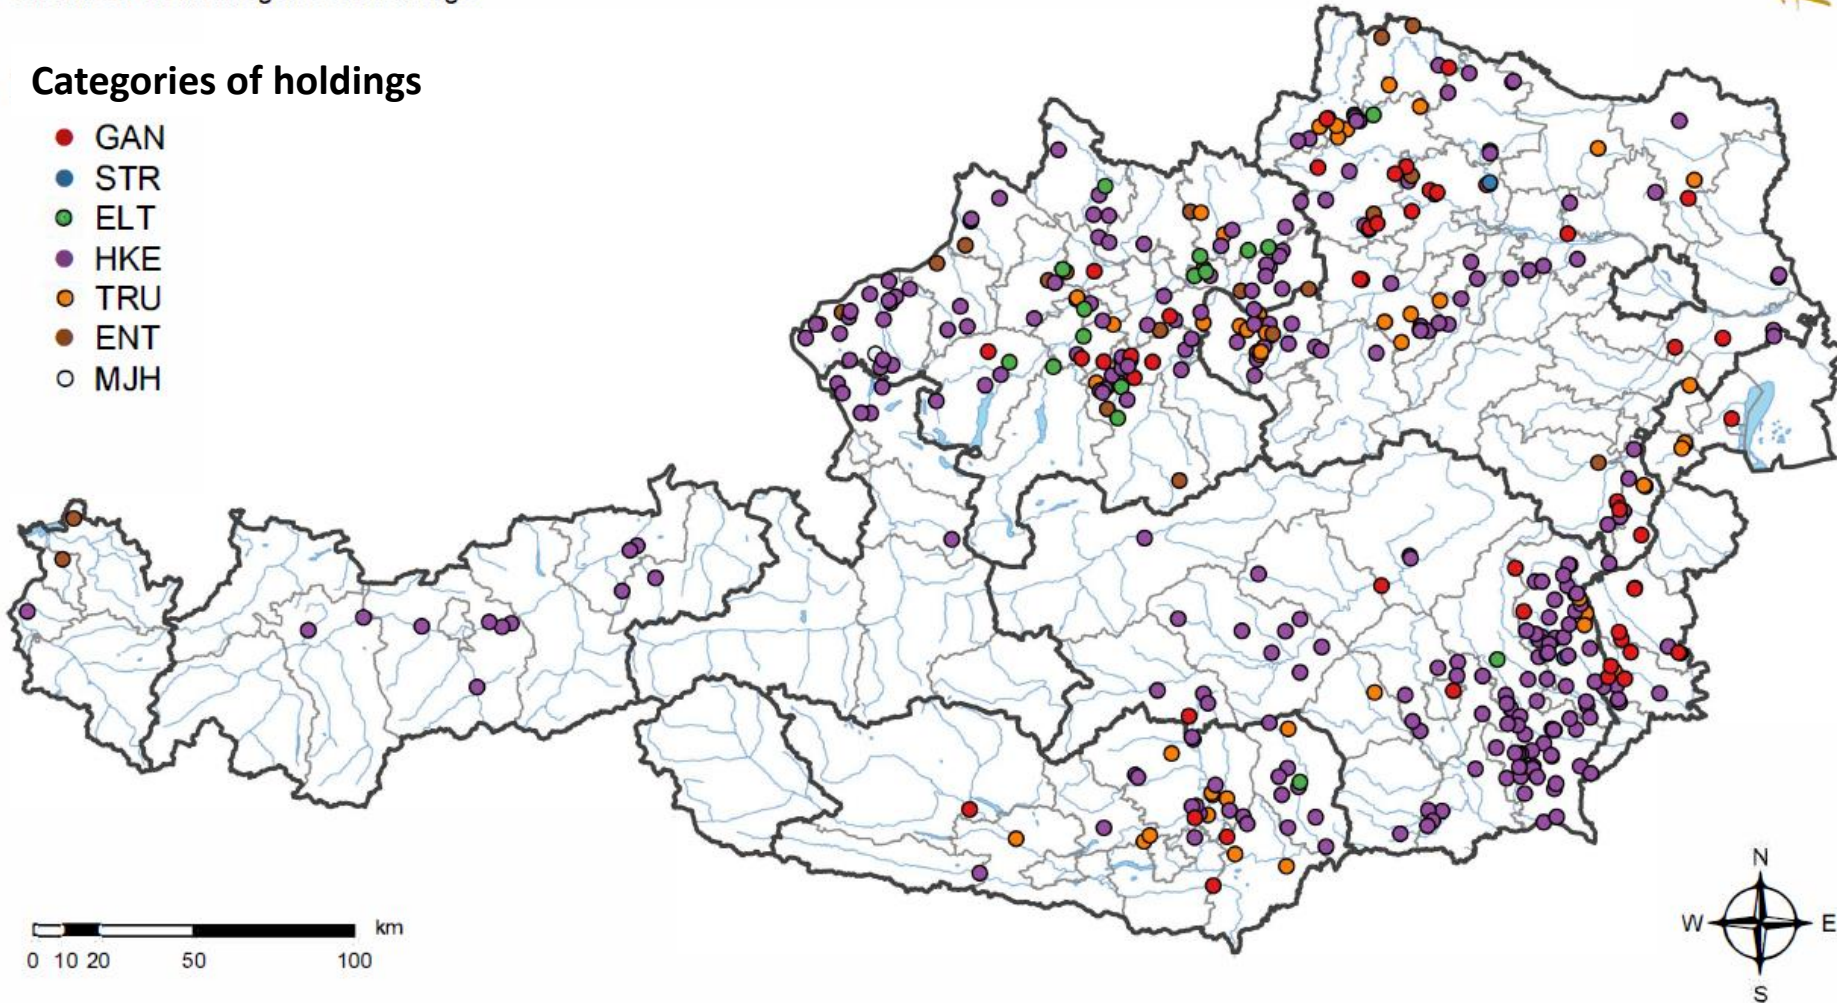 Categories of holdings
GAN
STR
ELT
HKE
TRU
ENT
MJH
km
0 10 20 50 100
N
W E
S